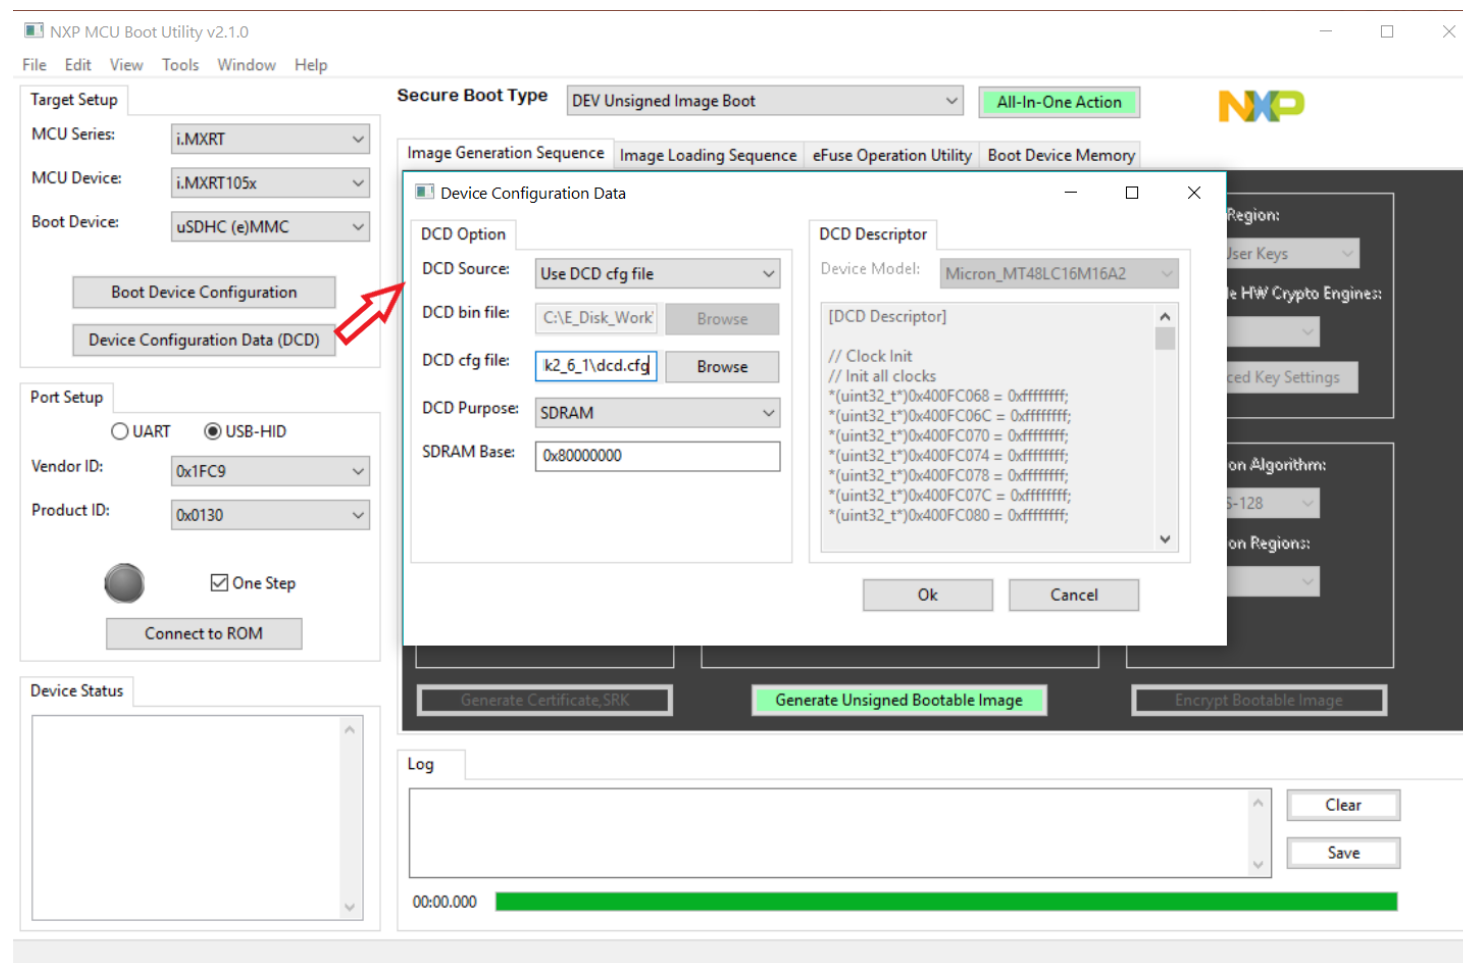 NXP MCU Boot Utility v2.1.0
File Edit View Tools Window Help
Target Setup
MCU Series: i.MXRT
MCU Device: i.MXRT105x
Boot Device: uSDHC (e)MMC
Boot Device Configuration
Device Configuration Data (DCD)
Port Setup
UART USB-HID
Vendor ID: 0x1FC9
Product ID: 0x0130
One Step
Connect to ROM
Device Status
Secure Boot Type DEV Unsigned Image Boot All-In-One Action
NXP
Image Generation Sequence Image Loading Sequence eFuse Operation Utility Boot Device Memory
Device Configuration Data
DCD Option
DCD Source: Use DCD cfg file
DCD bin file: C:\E_Disk_Work Browse
DCD cfg file: k2_6_1\dcd.cfg Browse
DCD Purpose: SDRAM
SDRAM Base: 0x80000000
DCD Descriptor
Device Model: Micron_MT48LC16M16A2
[DCD Descriptor]
// Clock Init
// Init all clocks
*(uint32_t*)0x400FC068 = 0xffffffff;
*(uint32_t*)0x400FC06C = 0xffffffff;
*(uint32_t*)0x400FC070 = 0xffffffff;
*(uint32_t*)0x400FC074 = 0xffffffff;
*(uint32_t*)0x400FC078 = 0xffffffff;
*(uint32_t*)0x400FC07C = 0xffffffff;
*(uint32_t*)0x400FC080 = 0xffffffff;
Ok Cancel
Region:
User Keys
le HW Crypto Engines:
ced Key Settings
on Algorithm:
S-128
on Regions:
Generate Certificate,SRK Generate Unsigned Bootable Image Encrypt Bootable Image
Log
Clear
Save
00:00.000